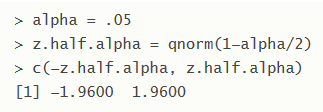 > alpha = .05
> z.half.alpha = qnorm(1-alpha/2)
> c(-z.half.alpha, z.half.alpha)
[1] -1.9600  1.9600